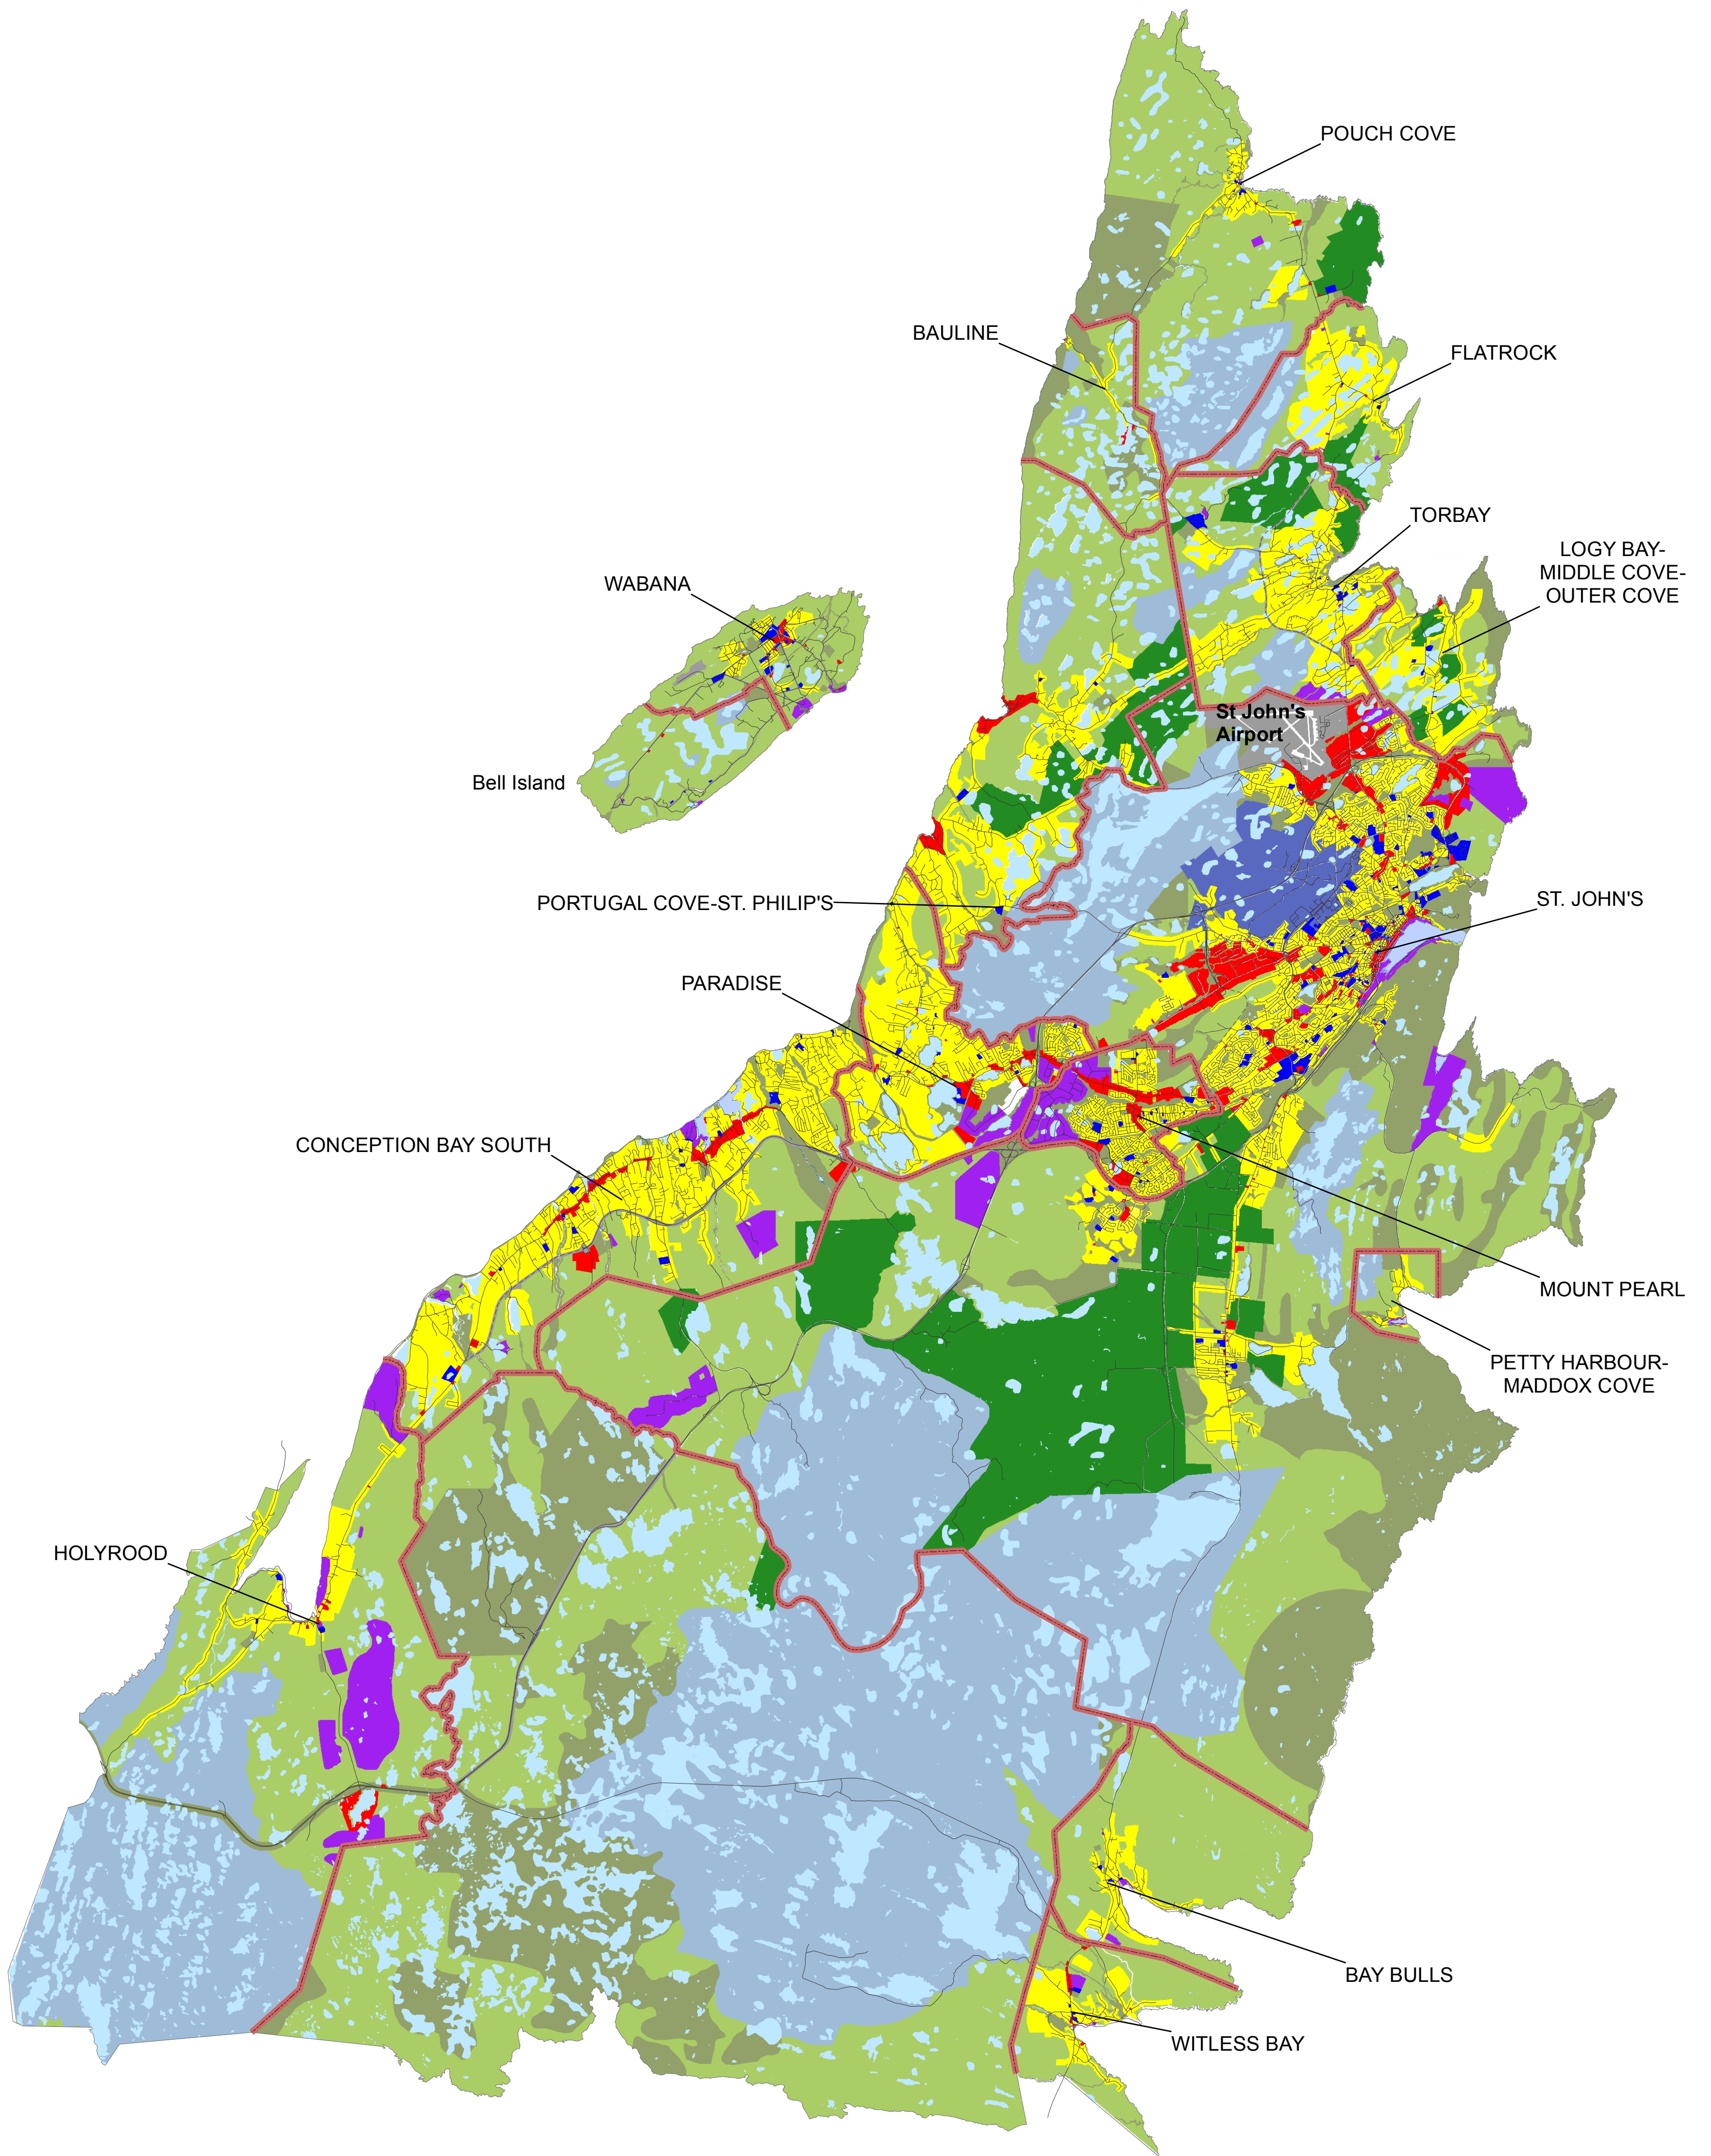 POUCH COVE
BAULINE
FLATROCK
TORBAY
LOGY BAY-
MIDDLE COVE-
OUTER COVE
WABANA
St John's
Airport
Bell Island
PORTUGAL COVE-ST. PHILIP'S
ST. JOHN'S
PARADISE
CONCEPTION BAY SOUTH
MOUNT PEARL
PETTY HARBOUR-
MADDOX COVE
HOLYROOD
BAY BULLS
WITLESS BAY